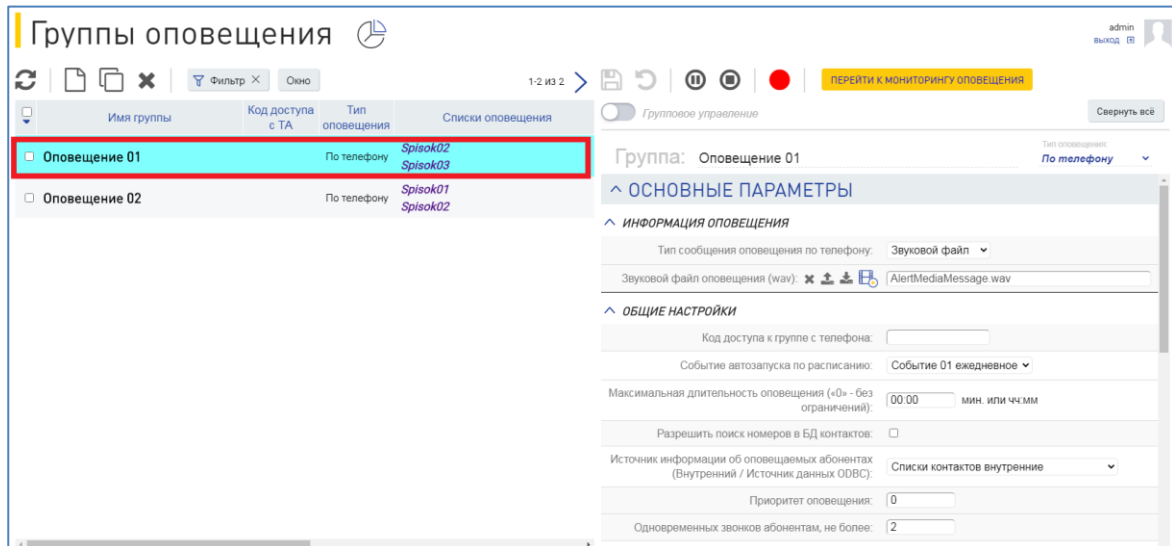 Группы оповещения
admin
выход
Фильтр ×
Окно
1-2 из 2
ПЕРЕЙТИ К МОНИТОРИНГУ ОПОВЕЩЕНИЯ
Имя группы
Код доступа с ТА
Тип оповещения
Списки оповещения
Оповещение 01
По телефону
Spisok02
Spisok03
Оповещение 02
По телефону
Spisok01
Spisok02
Групповое управление
Свернуть всё
Группа: Оповещение 01
Тип оповещения:
По телефону
ОСНОВНЫЕ ПАРАМЕТРЫ
ИНФОРМАЦИЯ ОПОВЕЩЕНИЯ
Тип сообщения оповещения по телефону: Звуковой файл
Звуковой файл оповещения (wav): AlertMediaMessage.wav
ОБЩИЕ НАСТРОЙКИ
Код доступа к группе с телефона:
Событие автозапуска по расписанию: Событие 01 ежедневное
Максимальная длительность оповещения («0» - без
ограничений): 00:00 мин. или чч:мм
Разрешить поиск номеров в БД контактов:
Источник информации об оповещаемых абонентах
(Внутренний / Источник данных ODBC): Списки контактов внутренние
Приоритет оповещения: 0
Одновременных звонков абонентам, не более: 2